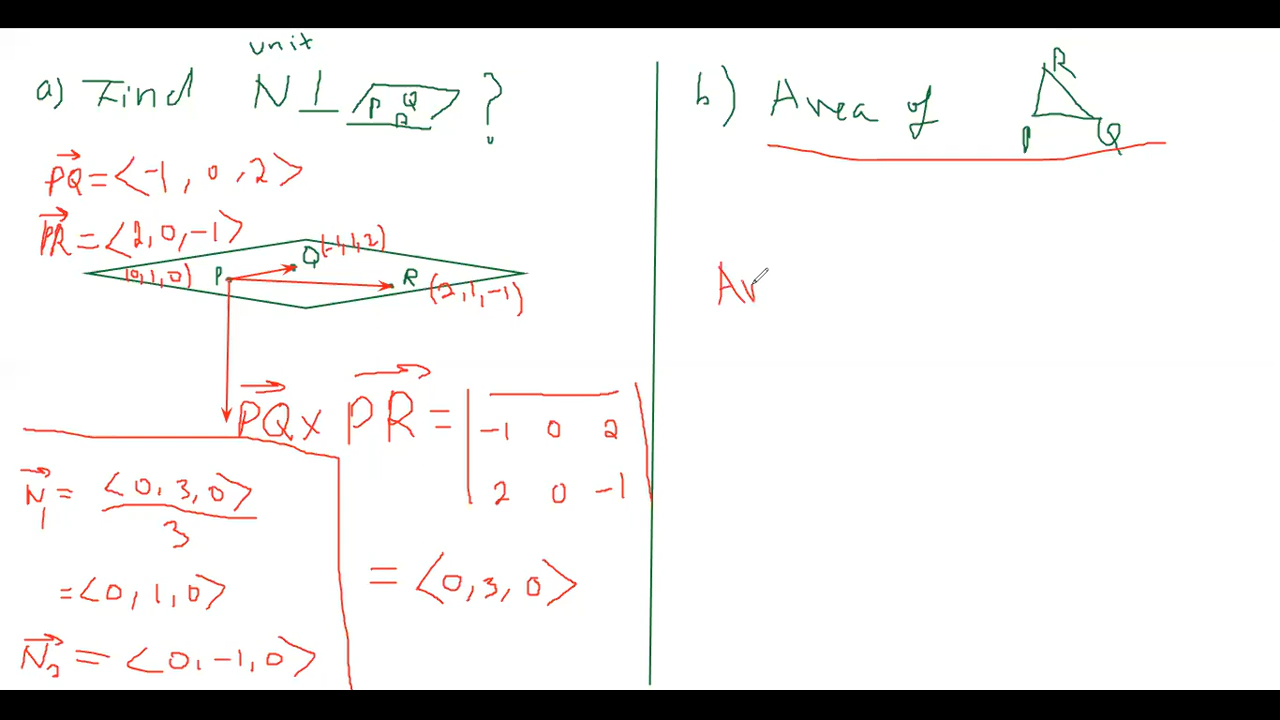 unit
a) Find N ⊥ P Q R ?
PQ = <-1, 0, 2>
PR = <2, 0, -1>
(0,1,0) P Q (-1,1,2)
R (2,1,-1)
PQ x PR = | -1 0 2
2 0 -1 |
= <0, 3, 0>
N1 = <0, 3, 0>
3
= <0, 1, 0>
N2 = <0, -1, 0>
b) Area of R
P Q
Ar